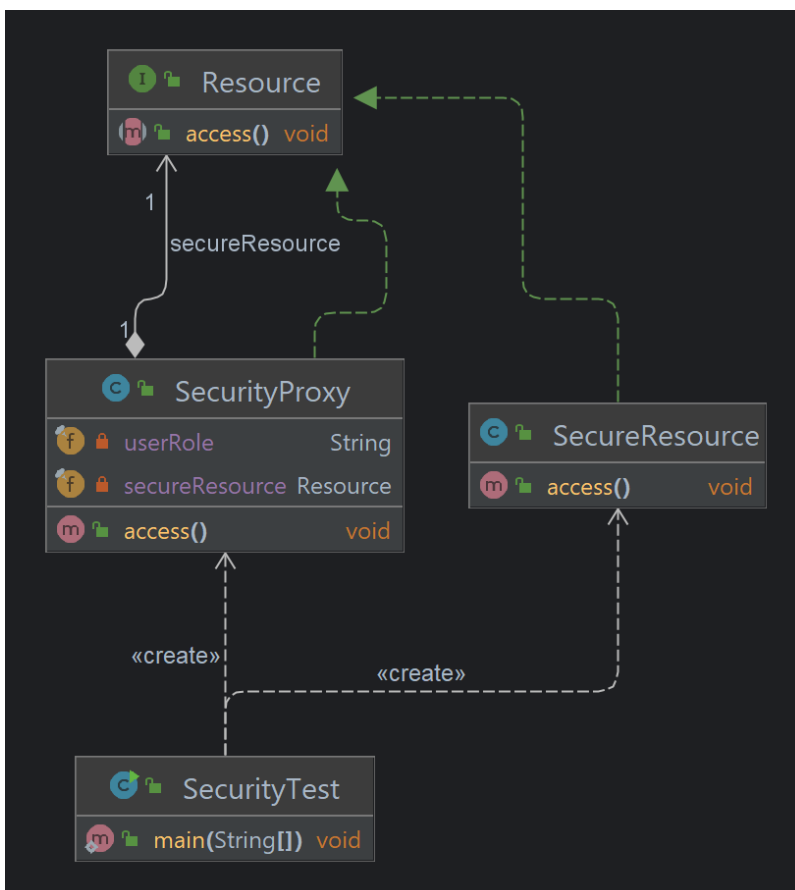 I Resource
m access() void
1
secureResource
1
C SecurityProxy
f userRole String
f secureResource Resource
m access() void
C SecureResource
m access() void
«create»
«create»
C SecurityTest
m main(String[]) void